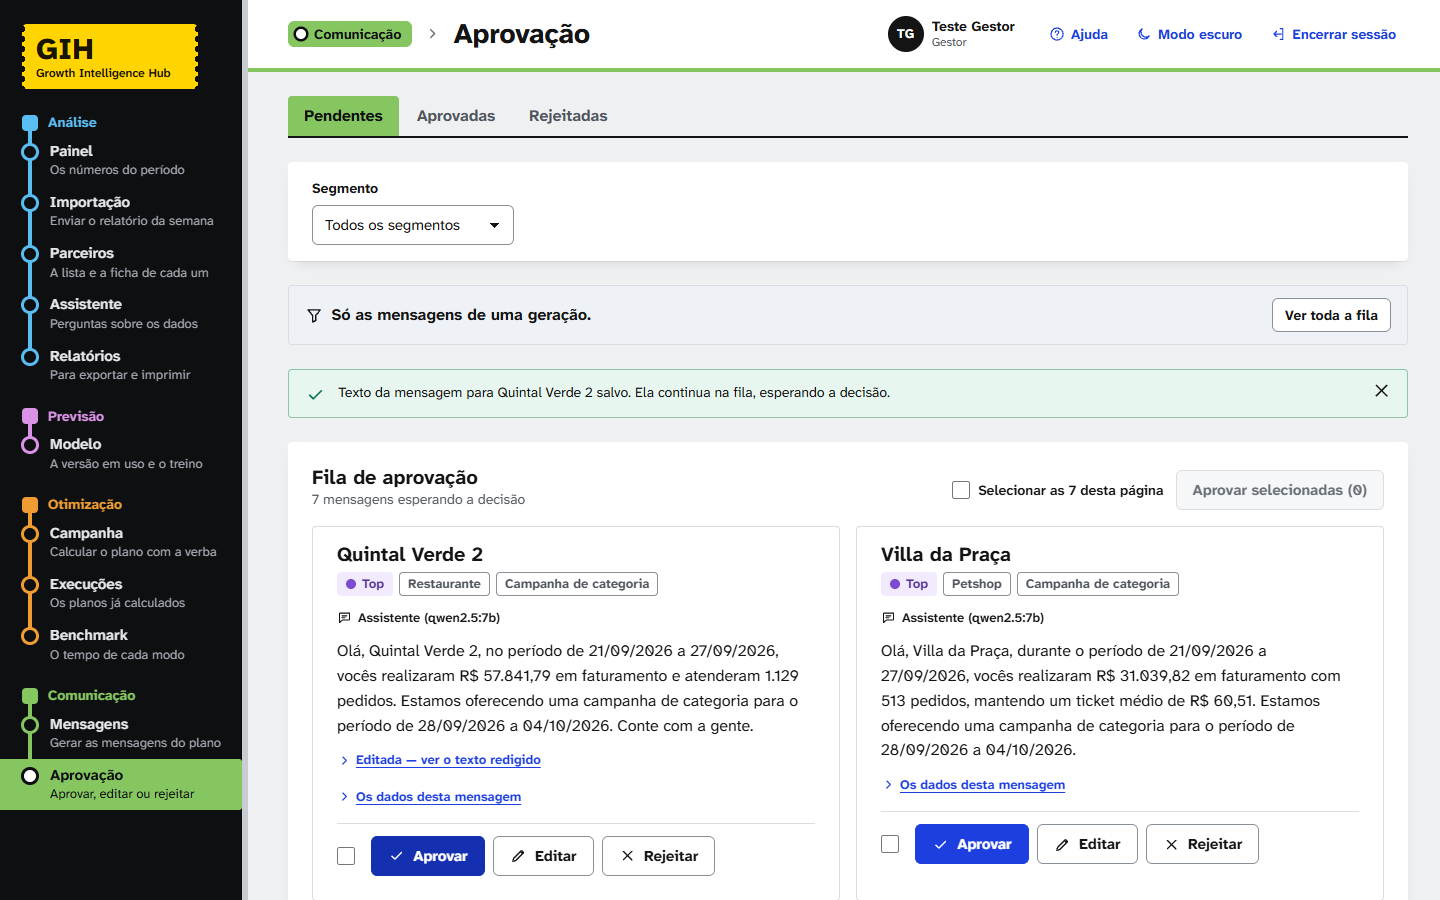 GIH
Growth Intelligence Hub
Análise
Painel
Os números do período
Importação
Enviar o relatório da semana
Parceiros
A lista e a ficha de cada um
Assistente
Perguntas sobre os dados
Relatórios
Para exportar e imprimir
Previsão
Modelo
A versão em uso e o treino
Otimização
Campanha
Calcular o plano com a verba
Execuções
Os planos já calculados
Benchmark
O tempo de cada modo
Comunicação
Mensagens
Gerar as mensagens do plano
Aprovação
Aprovar, editar ou rejeitar
Comunicação
Aprovação
TG
Teste Gestor
Gestor
Ajuda
Modo escuro
Encerrar sessão
Pendentes
Aprovadas
Rejeitadas
Segmento
Todos os segmentos
Só as mensagens de uma geração.
Ver toda a fila
Texto da mensagem para Quintal Verde 2 salvo. Ela continua na fila, esperando a decisão.
Fila de aprovação
7 mensagens esperando a decisão
Selecionar as 7 desta página
Aprovar selecionadas (0)
Quintal Verde 2
Top
Restaurante
Campanha de categoria
Assistente (qwen2.5:7b)
Olá, Quintal Verde 2, no período de 21/09/2026 a 27/09/2026,
vocês realizaram R$ 57.841,79 em faturamento e atenderam 1.129
pedidos. Estamos oferecendo uma campanha de categoria para o
período de 28/09/2026 a 04/10/2026. Conte com a gente.
Editada — ver o texto redigido
Os dados desta mensagem
Aprovar
Editar
Rejeitar
Villa da Praça
Top
Petshop
Campanha de categoria
Assistente (qwen2.5:7b)
Olá, Villa da Praça, durante o período de 21/09/2026 a
27/09/2026, vocês realizaram R$ 31.039,82 em faturamento com
513 pedidos, mantendo um ticket médio de R$ 60,51. Estamos
oferecendo uma campanha de categoria para o período de
28/09/2026 a 04/10/2026.
Os dados desta mensagem
Aprovar
Editar
Rejeitar